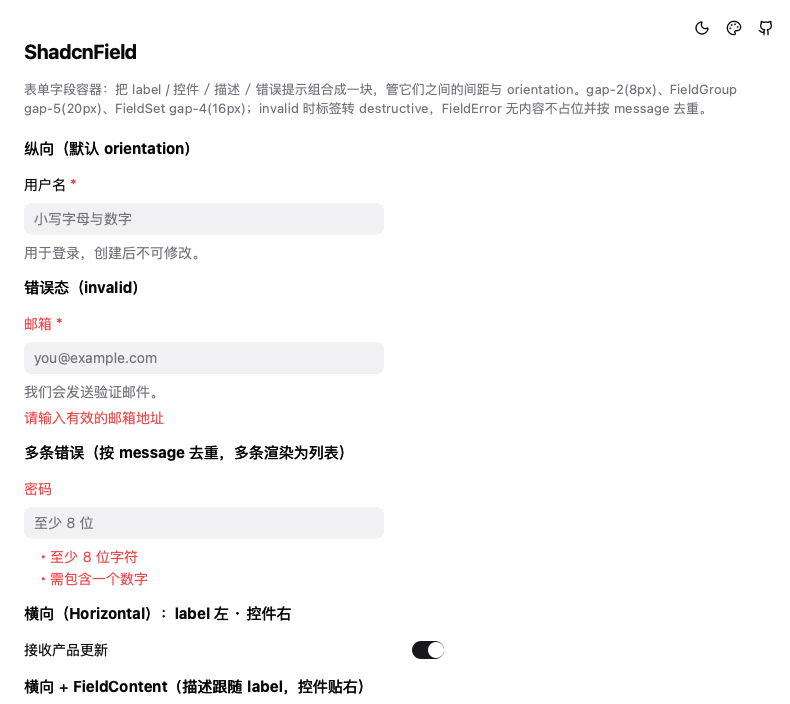 ShadcnField
表单字段容器：把 label / 控件 / 描述 / 错误提示组合成一块，管它们之间的间距与 orientation。gap-2(8px)、FieldGroup
gap-5(20px)、FieldSet gap-4(16px)；invalid 时标签转 destructive，FieldError 无内容不占位并按 message 去重。
纵向（默认 orientation）
用户名 *
小写字母与数字
用于登录，创建后不可修改。
错误态（invalid）
邮箱 *
you@example.com
我们会发送验证邮件。
请输入有效的邮箱地址
多条错误（按 message 去重，多条渲染为列表）
密码
至少 8 位
• 至少 8 位字符
• 需包含一个数字
横向（Horizontal）：label 左 · 控件右
接收产品更新
横向 + FieldContent（描述跟随 label，控件贴右）